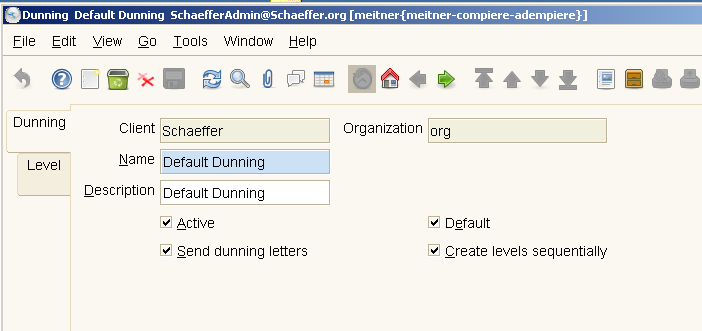 Dunning  Default Dunning  SchaefferAdmin@Schaeffer.org [meitner{meitner-compiere-adempiere}]
File Edit View Go Tools Window Help
Dunning
Level
Client Schaeffer Organization org
Name Default Dunning
Description Default Dunning
Active Default
Send dunning letters Create levels sequentially